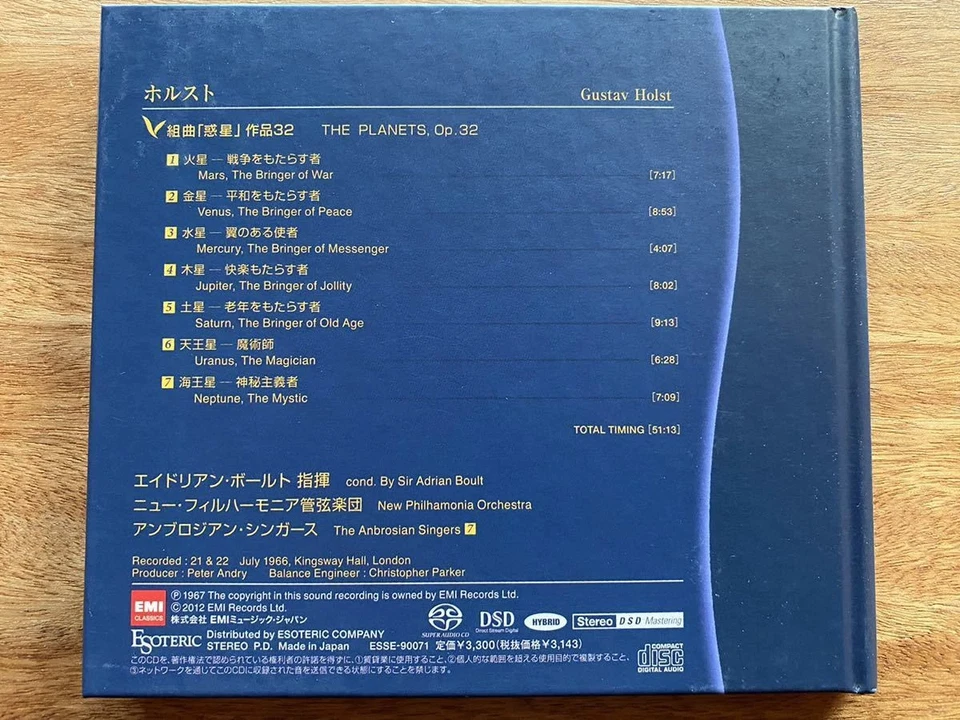 ホルスト Gustav Holst
組曲「惑星」作品32 THE PLANETS, Op.32
1 火星 ― 戦争をもたらす者
Mars, The Bringer of War [7:17]
2 金星 ― 平和をもたらす者
Venus, The Bringer of Peace [8:53]
3 水星 ― 翼のある使者
Mercury, The Bringer of Messenger [4:07]
4 木星 ― 快楽もたらす者
Jupiter, The Bringer of Jollity [8:02]
5 土星 ― 老年をもたらす者
Saturn, The Bringer of Old Age [9:13]
6 天王星 ― 魔術師
Uranus, The Magician [6:28]
7 海王星 ― 神秘主義者
Neptune, The Mystic [7:09]
TOTAL TIMING [51:13]
エイドリアン・ボールト 指揮 cond. By Sir Adrian Boult
ニュー・フィルハーモニア管弦楽団 New Philhamonia Orchestra
アンブロジアン・シンガース The Anbrosian Singers 7
Recorded : 21 & 22 July 1966, Kingsway Hall, London
Producer : Peter Andry Balance Engineer : Christopher Parker
EMI CLASSICS
Ⓟ 1967 The copyright in this sound recording is owned by EMI Records Ltd.
Ⓒ 2012 EMI Records Ltd.
株式会社 EMIミュージック・ジャパン
SUPER AUDIO CD
DSD Direct Stream Digital
HYBRID
Stereo DSD Mastering
ESOTERIC Distributed by ESOTERIC COMPANY
STEREO P.D. Made in Japan ESSE-90071 定価¥3,300(税抜価格¥3,143)
このCDを、著作権法で認められている権利者の許諾を得ずに、①賃貸業に使用すること、②個人的な範囲を超える使用目的で複製すること、
③ネットワークを通じてこのCDに収録された音を送信できる状態にすることを禁じます。
COMPACT disc DIGITAL AUDIO